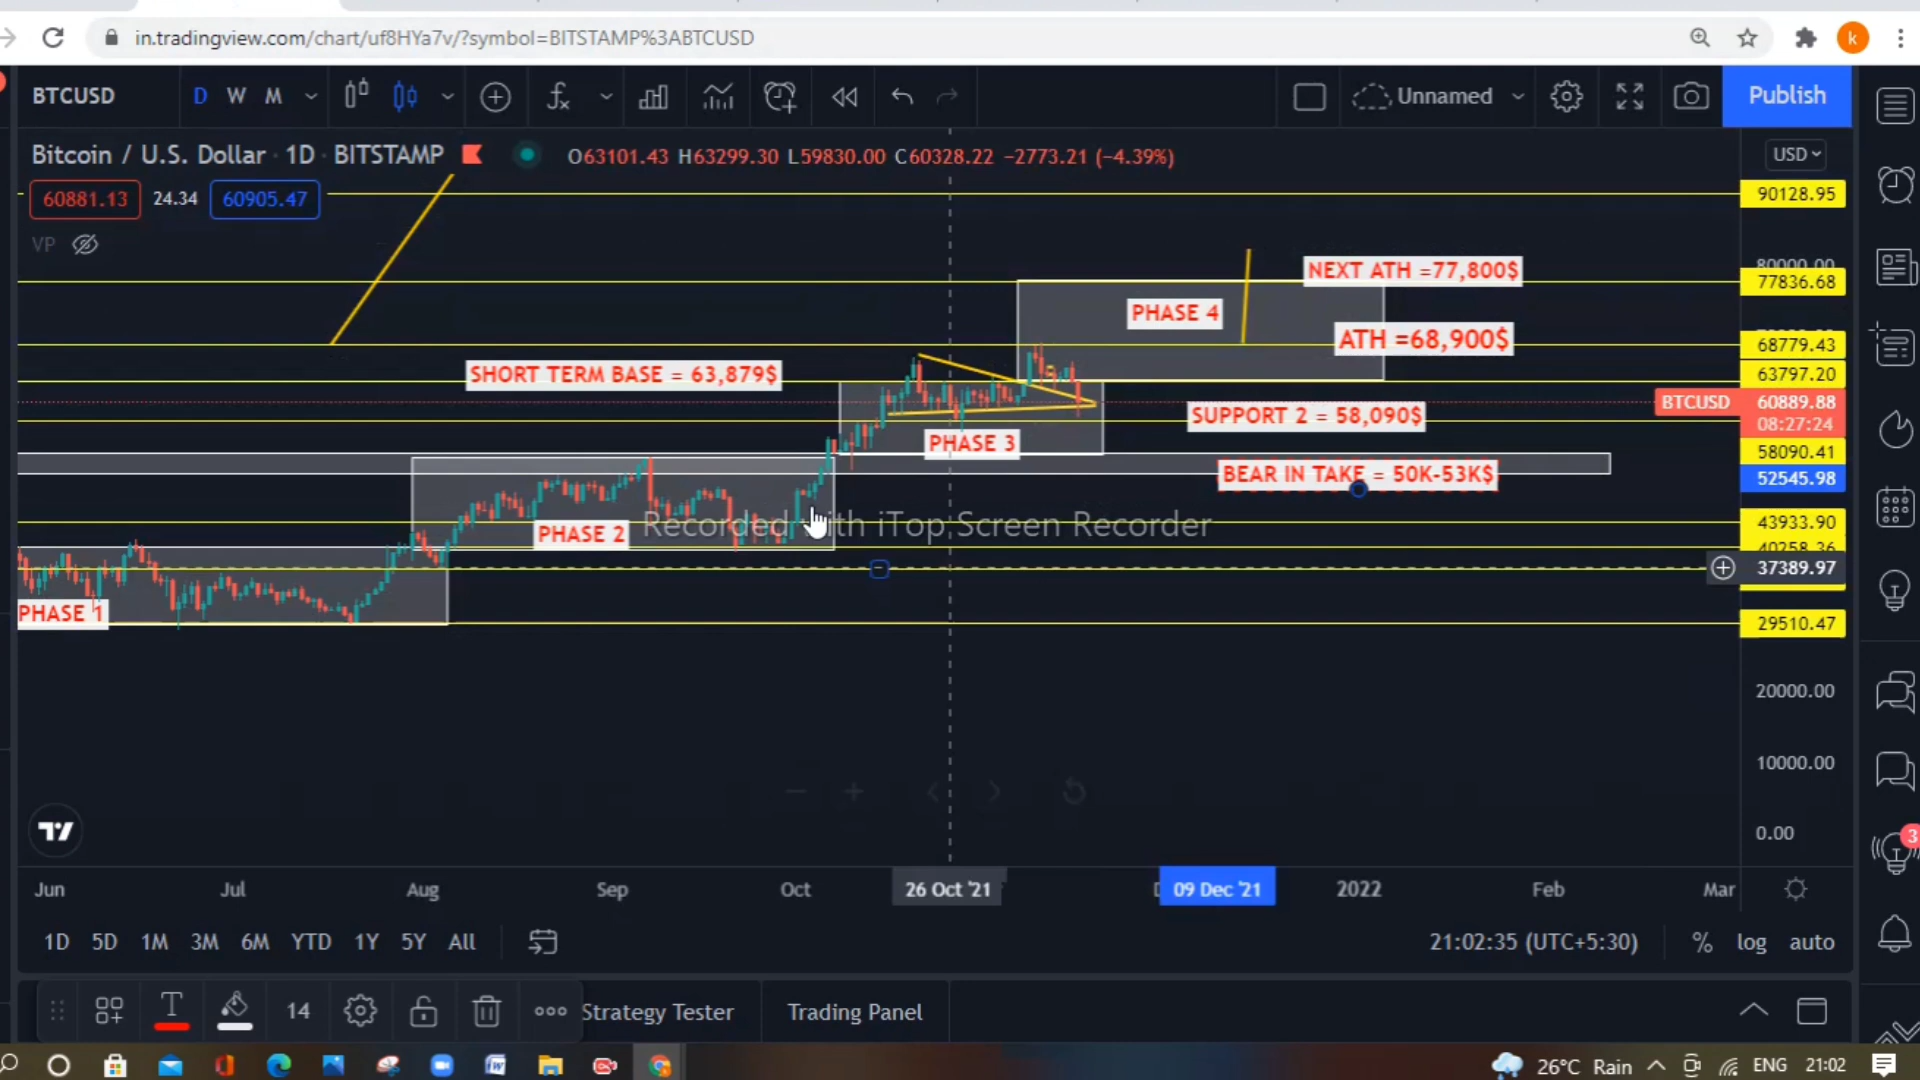 in.tradingview.com/chart/uf8HYa7v/?symbol=BITSTAMP%3ABTCUSD
k
BTCUSD D W M
Unnamed
Publish
Bitcoin / U.S. Dollar · 1D · BITSTAMP
O63101.43 H63299.30 L59830.00 C60328.22 −2773.21 (−4.39%)
USD
60881.13 24.34 60905.47
VP
90128.95
80000.00
77836.68
NEXT ATH =77,800$
PHASE 4
ATH =68,900$
68779.43
SHORT TERM BASE = 63,879$
63797.20
BTCUSD 60889.88
08:27:24
SUPPORT 2 = 58,090$
PHASE 3
58090.41
BEAR IN TAKE = 50K-53K$
52545.98
PHASE 2
Recorded with iTop Screen Recorder
43933.90
40258.36
37389.97
PHASE 1
29510.47
20000.00
10000.00
0.00
3
Jun Jul Aug Sep Oct 26 Oct '21 09 Dec '21 2022 Feb Mar
1D 5D 1M 3M 6M YTD 1Y 5Y All
21:02:35 (UTC+5:30) % log auto
T 14 Strategy Tester Trading Panel
26°C Rain ENG 21:02